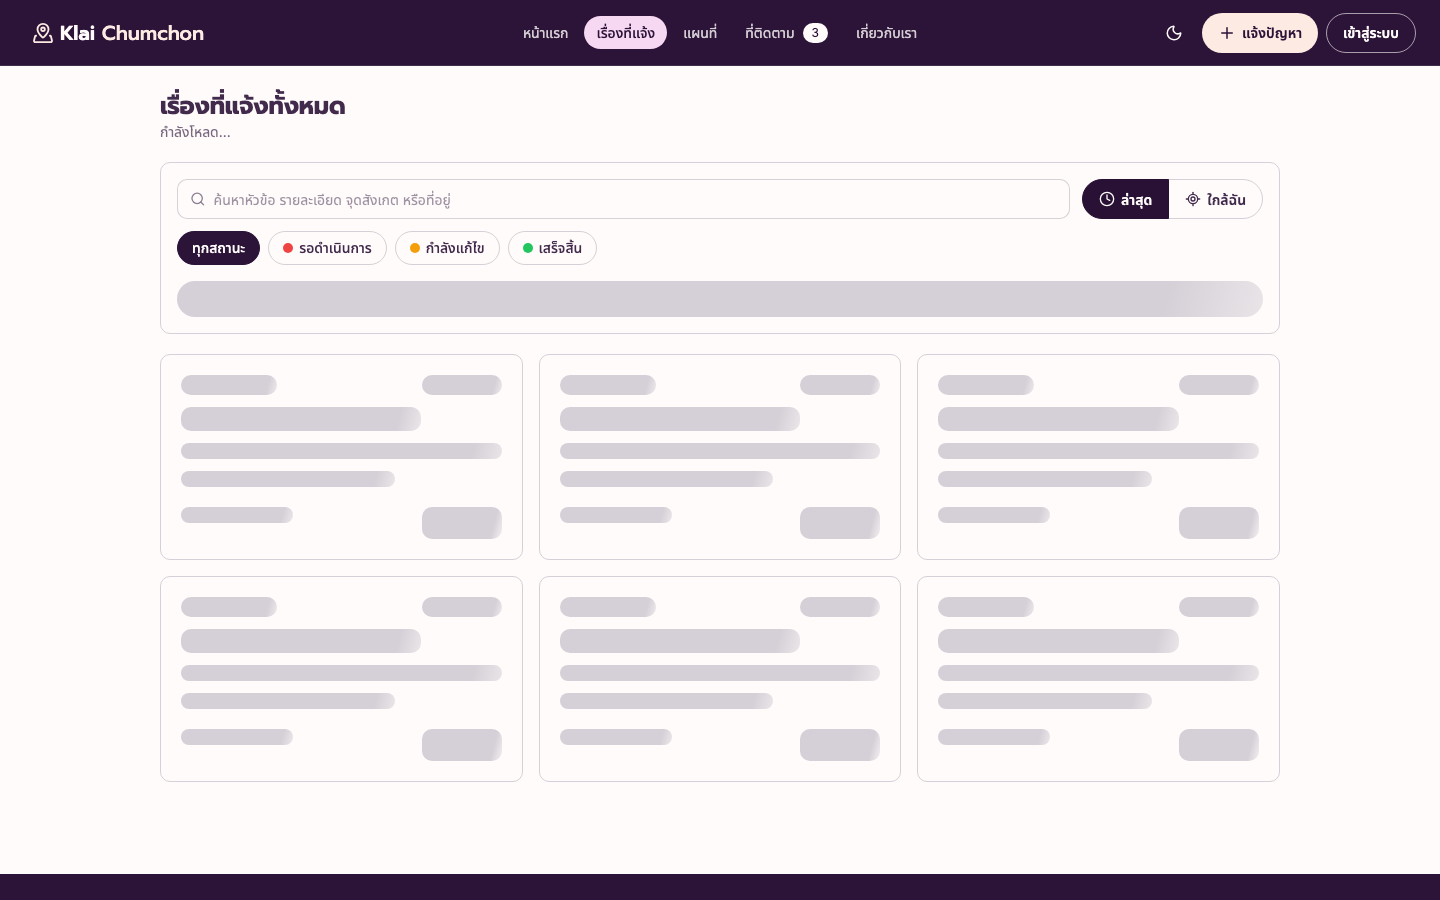 Klai Chumchon
หน้าแรก
เรื่องที่แจ้ง
แผนที่
ที่ติดตาม 3
เกี่ยวกับเรา
แจ้งปัญหา
เข้าสู่ระบบ
เรื่องที่แจ้งทั้งหมด
กำลังโหลด...
ค้นหาหัวข้อ รายละเอียด จุดสังเกต หรือที่อยู่
ล่าสุด
ใกล้ฉัน
ทุกสถานะ
รอดำเนินการ
กำลังแก้ไข
เสร็จสิ้น